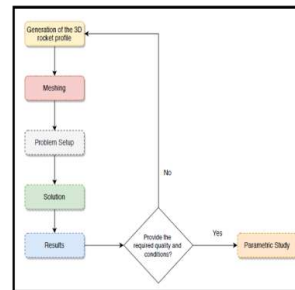 Generation of the 3D
rocket profile
Meshing
Problem Setup
Solution
Results
Provide the
required quality and
conditions?
No
Yes
Parametric Study